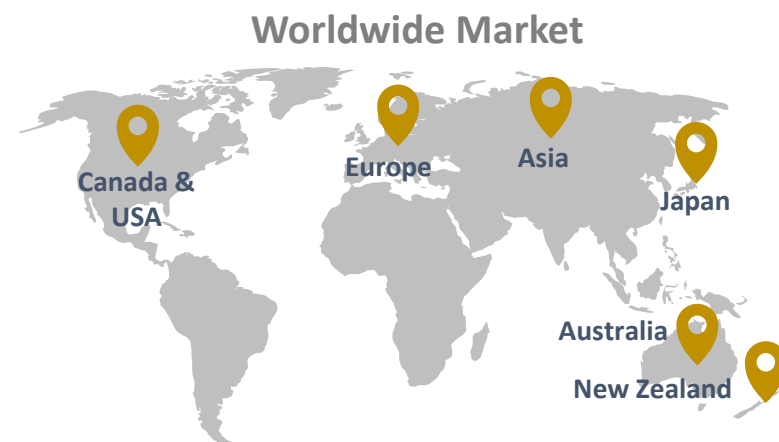 Worldwide Market
Canada &
USA
Europe
Asia
Japan
Australia
New Zealand